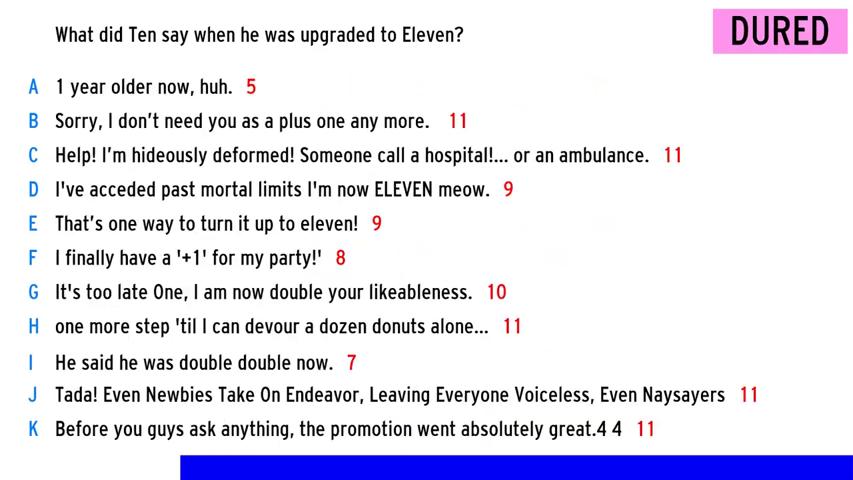 What did Ten say when he was upgraded to Eleven?
DURED
A 1 year older now, huh. 5
B Sorry, I don't need you as a plus one any more. 11
C Help! I'm hideously deformed! Someone call a hospital!... or an ambulance. 11
D I've acceded past mortal limits I'm now ELEVEN meow. 9
E That's one way to turn it up to eleven! 9
F I finally have a '+1' for my party!' 8
G It's too late One, I am now double your likeableness. 10
H one more step 'til I can devour a dozen donuts alone... 11
I He said he was double double now. 7
J Tada! Even Newbies Take On Endeavor, Leaving Everyone Voiceless, Even Naysayers 11
K Before you guys ask anything, the promotion went absolutely great.4 4 11